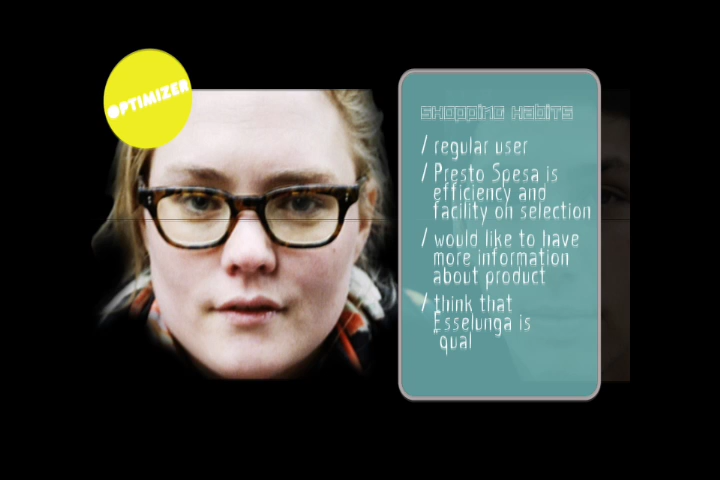 OPTIMIZER
shopping habits
/ regular user
/ Presto Spesa is
efficiency and
facility on selection
/ would like to have
more information
about product
/ think that
Esselunga is
"qual